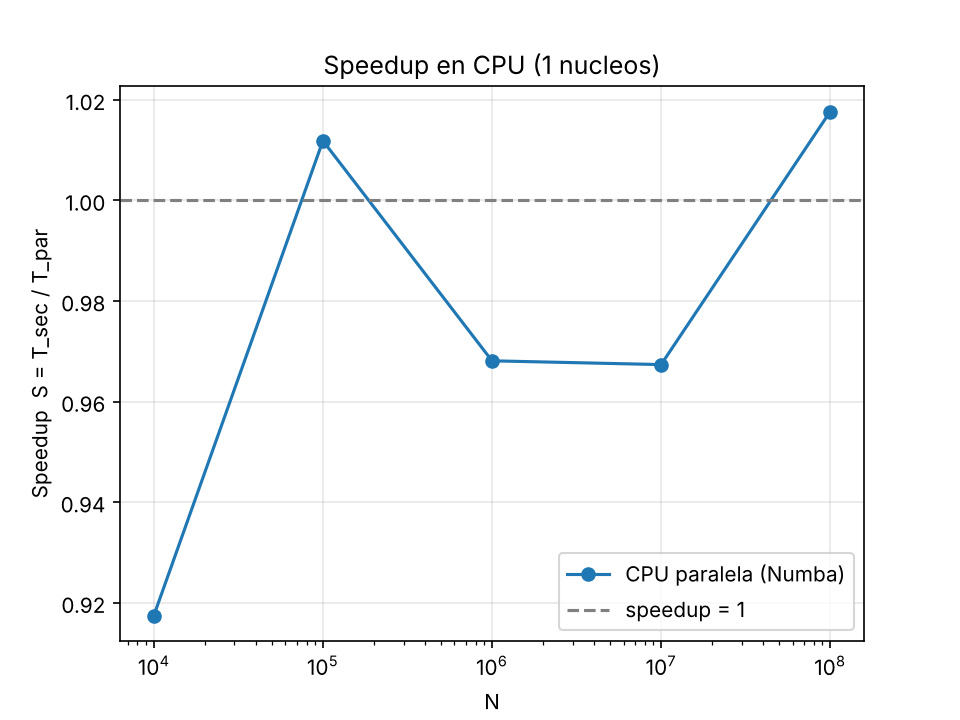 Speedup en CPU (1 nucleos)
Speedup  S = T_sec / T_par
1.02
1.00
0.98
0.96
0.94
0.92
CPU paralela (Numba)
speedup = 1
10⁴ 10⁵ 10⁶ 10⁷ 10⁸
N